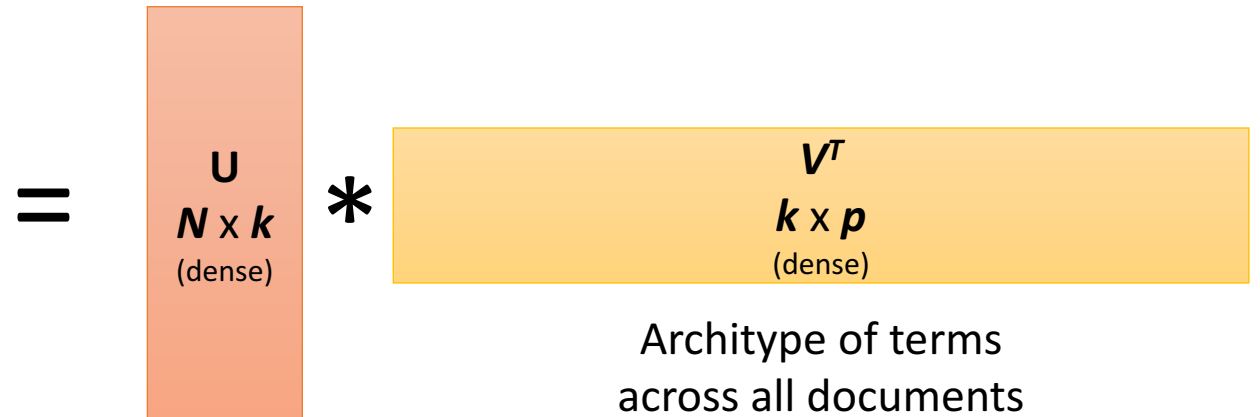 =
U
N x k
(dense)
*
V^T
k x p
(dense)
Architype of terms
across all documents